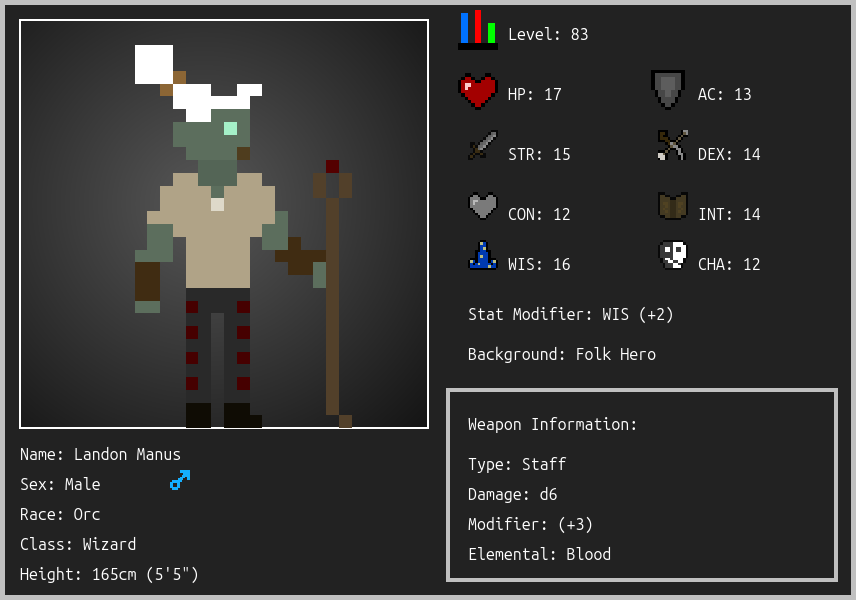 Level: 83
HP: 17
AC: 13
STR: 15
DEX: 14
CON: 12
INT: 14
WIS: 16
CHA: 12
Stat Modifier: WIS (+2)
Background: Folk Hero
Weapon Information:
Type: Staff
Damage: d6
Modifier: (+3)
Elemental: Blood
Name: Landon Manus
Sex: Male
Race: Orc
Class: Wizard
Height: 165cm (5'5")